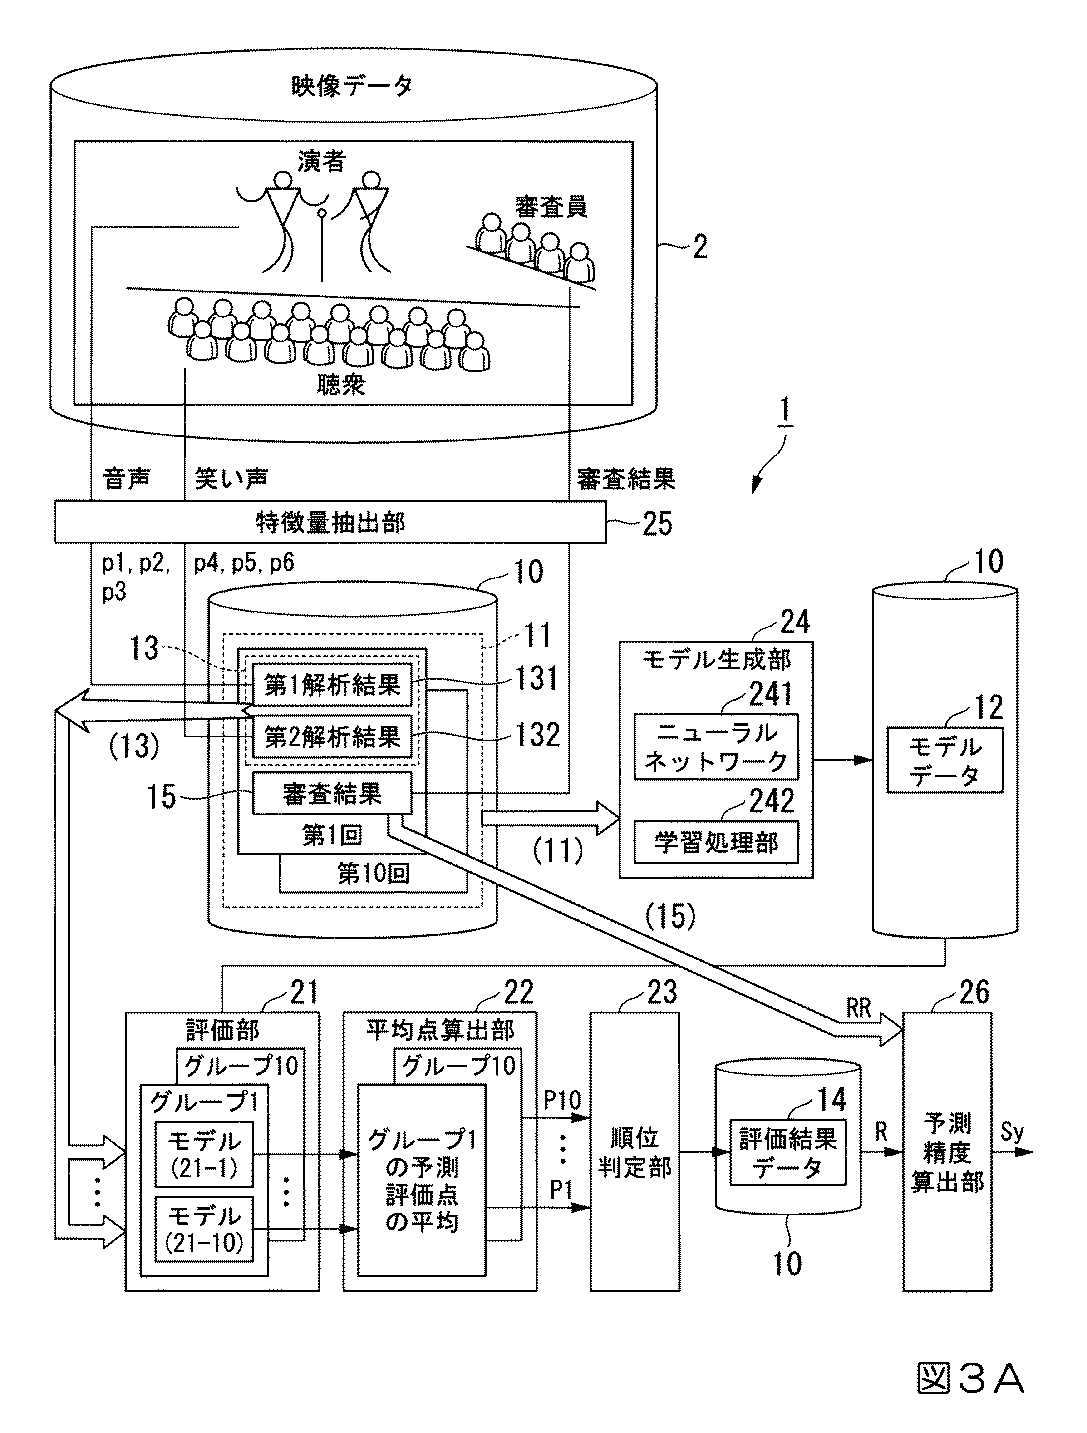 映像データ
演者
審査員
2
聴衆
1
音声
笑い声
審査結果
特徴量抽出部
25
p1, p2,
p3
p4, p5, p6
10
10
11
13
24
モデル生成部
第1解析結果
131
241
ニューラル
ネットワーク
12
モデル
データ
(13)
第2解析結果
132
15
審査結果
242
学習処理部
第1回
(11)
第10回
(15)
21
22
23
RR
26
評価部
グループ10
グループ1
モデル
(21-1)
モデル
(21-10)
平均点算出部
グループ10
グループ1
の予測
評価点
の平均
P10
P1
順位
判定部
14
評価結果
データ
10
R
予測
精度
算出部
Sy
図3A